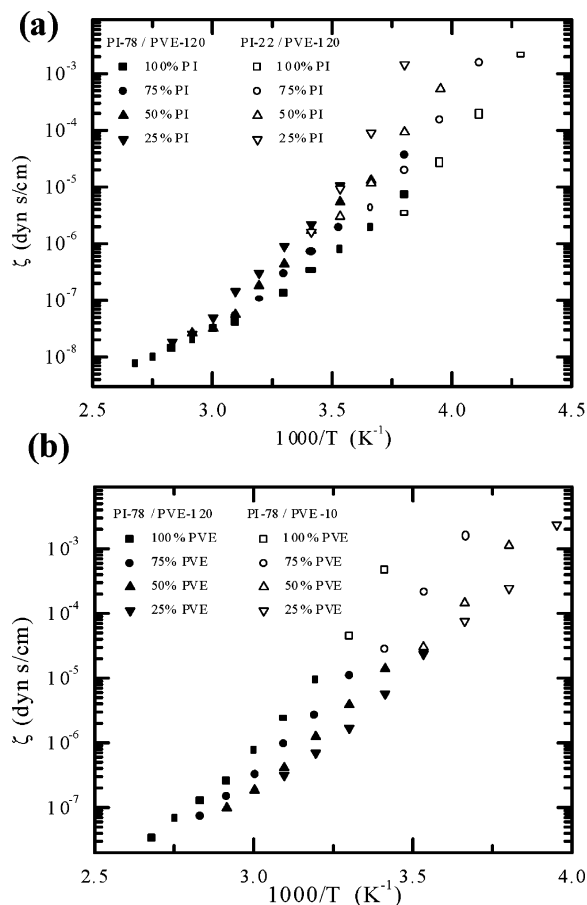 (a)
PI-78 / PVE-120 PI-22 / PVE-120
100% PI 100% PI
75% PI 75% PI
50% PI 50% PI
25% PI 25% PI
10⁻³
10⁻⁴
10⁻⁵
10⁻⁶
10⁻⁷
10⁻⁸
ζ (dyn s/cm)
2.5 3.0 3.5 4.0 4.5
1000/T (K⁻¹)
(b)
PI-78 / PVE-120 PI-78 / PVE-10
100% PVE 100% PVE
75% PVE 75% PVE
50% PVE 50% PVE
25% PVE 25% PVE
10⁻³
10⁻⁴
10⁻⁵
10⁻⁶
10⁻⁷
ζ (dyn s/cm)
2.5 3.0 3.5 4.0
1000/T (K⁻¹)